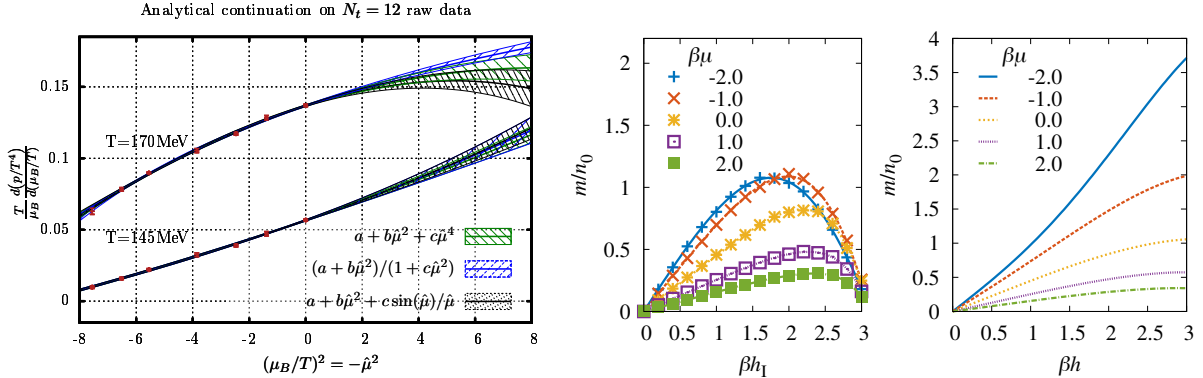 Analytical continuation on N_t = 12 raw data
T/μ_B d(p/T^4)/d(μ_B/T)
0.15
0.1
0.05
0
T=170MeV
T=145MeV
a + bμ̂² + cμ̂⁴
(a + bμ̂²)/(1 + cμ̂²)
a + bμ̂² + c sin(μ̂)/μ̂
-8 -6 -4 -2 0 2 4 6 8
(μ_B/T)² = −μ̂²
m/n₀
2
1.5
1
0.5
0
βμ
-2.0
-1.0
0.0
1.0
2.0
0 0.5 1 1.5 2 2.5 3
βh_I
m/n₀
4
3.5
3
2.5
2
1.5
1
0.5
0
βμ
-2.0
-1.0
0.0
1.0
2.0
0 0.5 1 1.5 2 2.5 3
βh